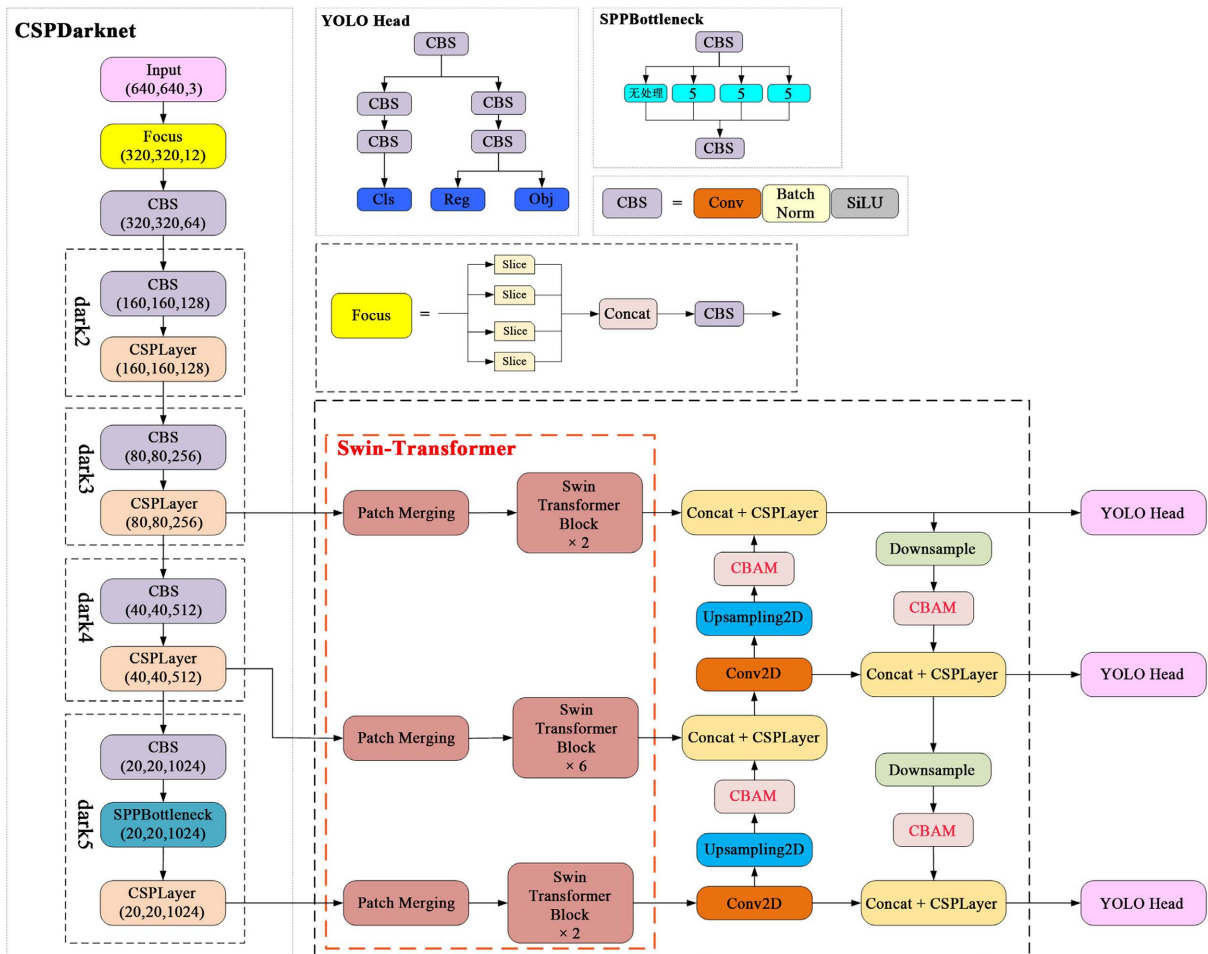 CSPDarknet
Input
(640,640,3)
Focus
(320,320,12)
CBS
(320,320,64)
dark2
CBS
(160,160,128)
CSPLayer
(160,160,128)
dark3
CBS
(80,80,256)
CSPLayer
(80,80,256)
dark4
CBS
(40,40,512)
CSPLayer
(40,40,512)
dark5
CBS
(20,20,1024)
SPPBottleneck
(20,20,1024)
CSPLayer
(20,20,1024)
YOLO Head
CBS
CBS
CBS
CBS
CBS
Cls
Reg
Obj
SPPBottleneck
CBS
无处理
5
5
5
CBS
CBS
=
Conv
Batch
Norm
SiLU
Focus
=
Slice
Slice
Slice
Slice
Concat
CBS
Swin-Transformer
Patch Merging
Swin
Transformer
Block
× 2
Concat + CSPLayer
YOLO Head
Downsample
CBAM
CBAM
Upsampling2D
Conv2D
Concat + CSPLayer
YOLO Head
Patch Merging
Swin
Transformer
Block
× 6
Concat + CSPLayer
Downsample
CBAM
CBAM
Upsampling2D
Patch Merging
Swin
Transformer
Block
× 2
Conv2D
Concat + CSPLayer
YOLO Head